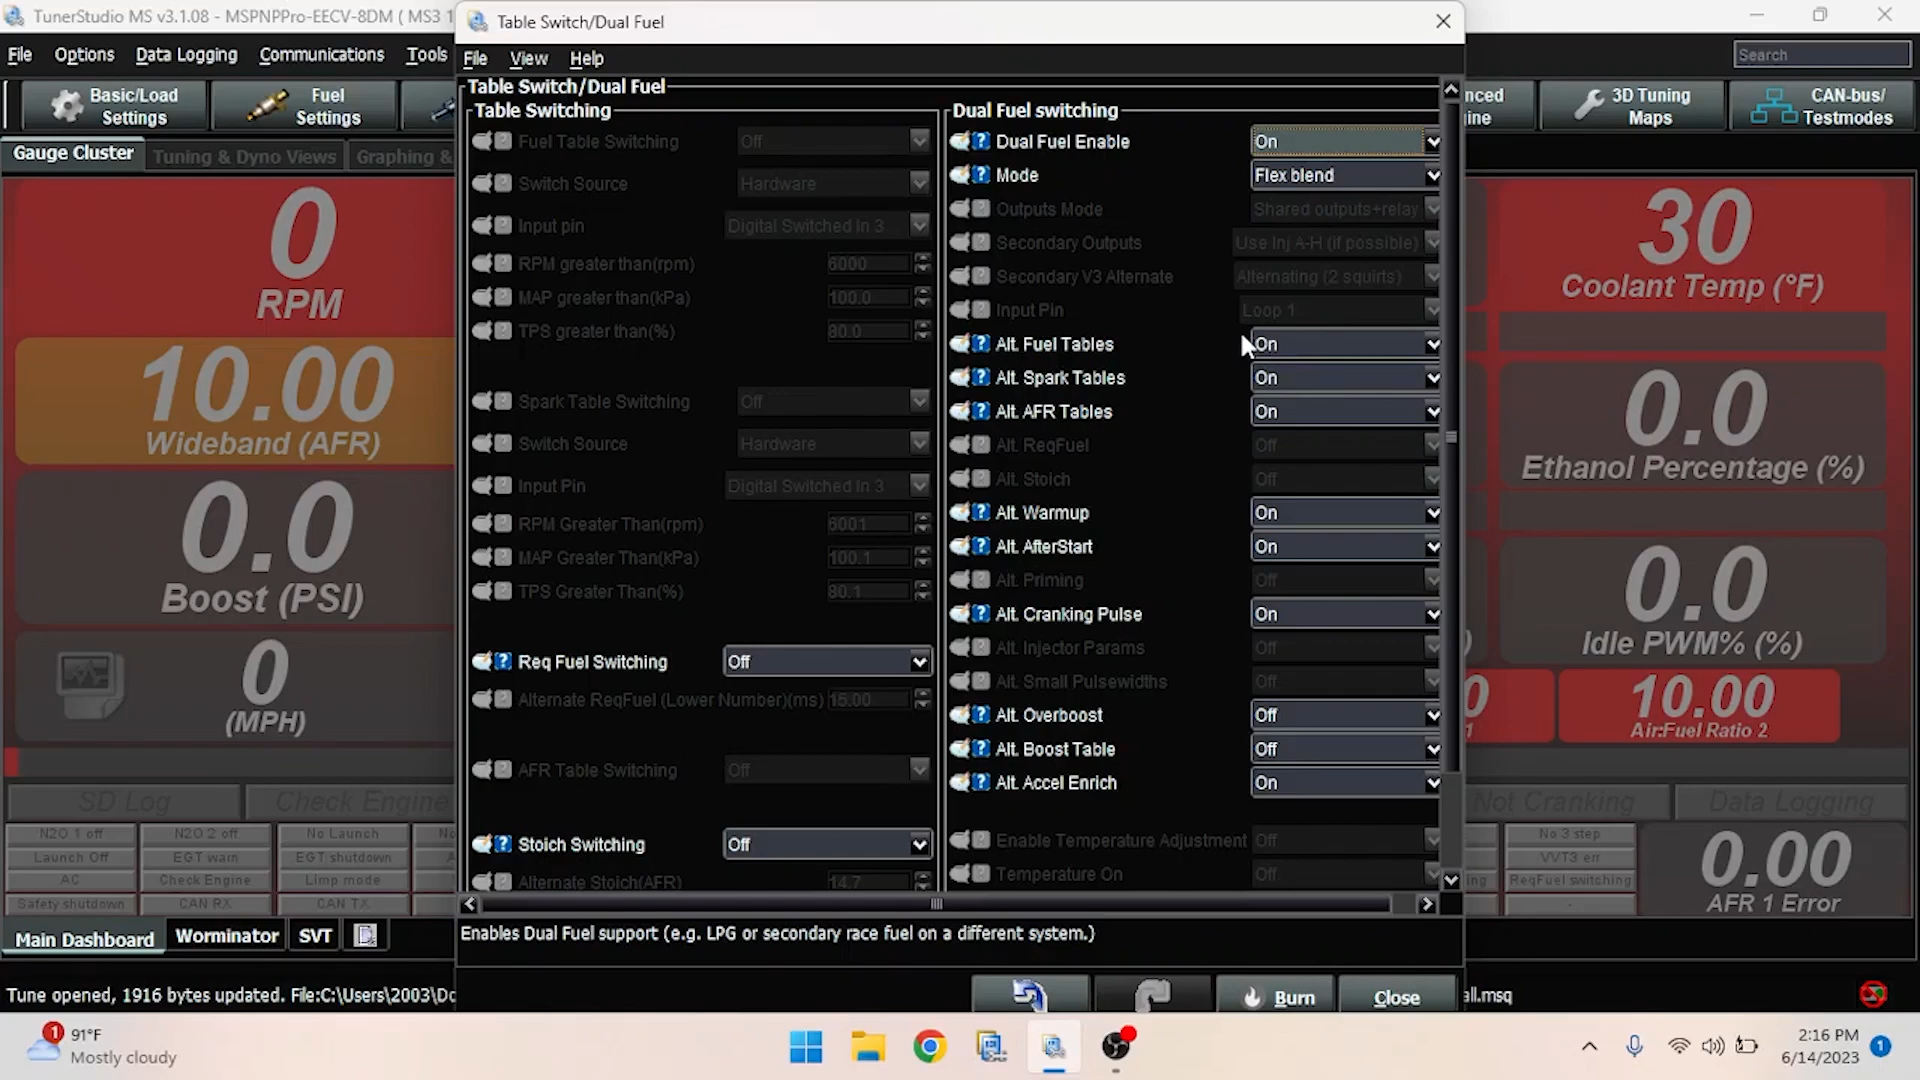 TunerStudio MS v3.1.08 - MSPNPPro-EECV-8DM ( MS3 1
Table Switch/Dual Fuel
File Options Data Logging Communications Tools
File View Help
Search
Basic/Load Settings
Fuel Settings
nced
ine
3D Tuning Maps
CAN-bus/ Testmodes
Gauge Cluster Tuning & Dyno Views Graphing &
Table Switch/Dual Fuel
Table Switching
Fuel Table Switching Off
Switch Source Hardware
Input pin Digital Switched In 3
RPM greater than(rpm) 6000
MAP greater than(kPa) 100.0
TPS greater than(%) 80.0
Spark Table Switching Off
Switch Source Hardware
Input Pin Digital Switched In 3
RPM Greater Than(rpm) 6001
MAP Greater Than(kPa) 100.1
TPS Greater Than(%) 80.1
Req Fuel Switching Off
Alternate ReqFuel (Lower Number)(ms) 15.00
AFR Table Switching Off
Stoich Switching Off
Alternate Stoich(AFR) 14.7
Dual Fuel switching
Dual Fuel Enable On
Mode Flex blend
Outputs Mode Shared outputs+relay
Secondary Outputs Use Inj A-H (if possible)
Secondary V3 Alternate Alternating (2 squirts)
Input Pin Loop 1
Alt. Fuel Tables On
Alt. Spark Tables On
Alt. AFR Tables On
Alt. ReqFuel Off
Alt. Stoich Off
Alt. Warmup On
Alt. AfterStart On
Alt. Priming Off
Alt. Cranking Pulse On
Alt. Injector Params Off
Alt. Small Pulsewidths Off
Alt. Overboost Off
Alt. Boost Table Off
Alt. Accel Enrich On
Enable Temperature Adjustment Off
Temperature On Off
Enables Dual Fuel support (e.g. LPG or secondary race fuel on a different system.)
Burn Close
0
RPM
10.00
Wideband (AFR)
0.0
Boost (PSI)
0
(MPH)
30
Coolant Temp (°F)
0.0
Ethanol Percentage (%)
0.0
Idle PWM% (%)
)
0
1
10.00
Air:Fuel Ratio 2
SD Log Check Engine
Not Cranking Data Logging
N2O 1 off N2O 2 off No Launch No
Launch Off EGT warn EGT shutdown L
AC Check Engine Limp mode
Safety shutdown CAN RX CAN TX
No 3 step
VVT3 err
ing ReqFuel switching
-
0.00
AFR 1 Error
Main Dashboard Worminator SVT
Tune opened, 1916 bytes updated. File:C:\Users\2003\Do
all.msq
1
91°F
Mostly cloudy
2:16 PM
6/14/2023
1